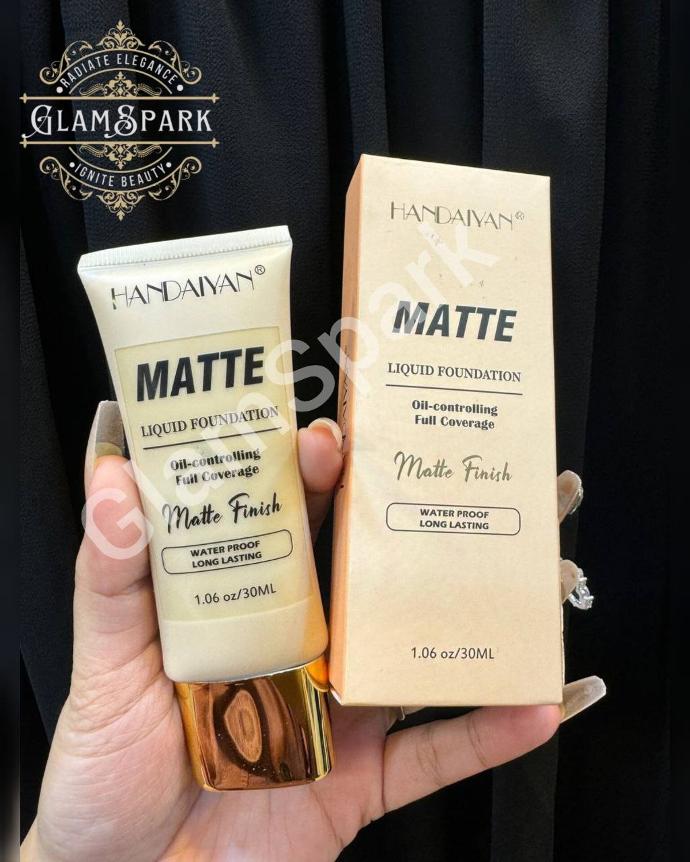 RADIATE ELEGANCE
GLAMSPARK
IGNITE BEAUTY
HANDAIYAN®
MATTE
LIQUID FOUNDATION
Oil-controlling
Full Coverage
Matte Finish
WATER PROOF
LONG LASTING
1.06 oz/30ML
HANDAIYAN®
MATTE
LIQUID FOUNDATION
Oil-controlling
Full Coverage
Matte Finish
WATER PROOF
LONG LASTING
1.06 oz/30ML
GlamSpark